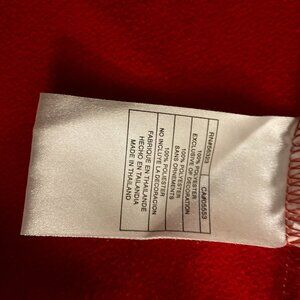 RN#56323 CA#05553
100% POLYESTER
EXCLUSIVE OF DECORATION
100% POLYESTER
SANS ORNEMENTS
100% POLIESTER
NO INCLUYE LA DECORACION
FABRIQUE EN THAILANDE
HECHO EN TAILANDIA
MADE IN THAILAND